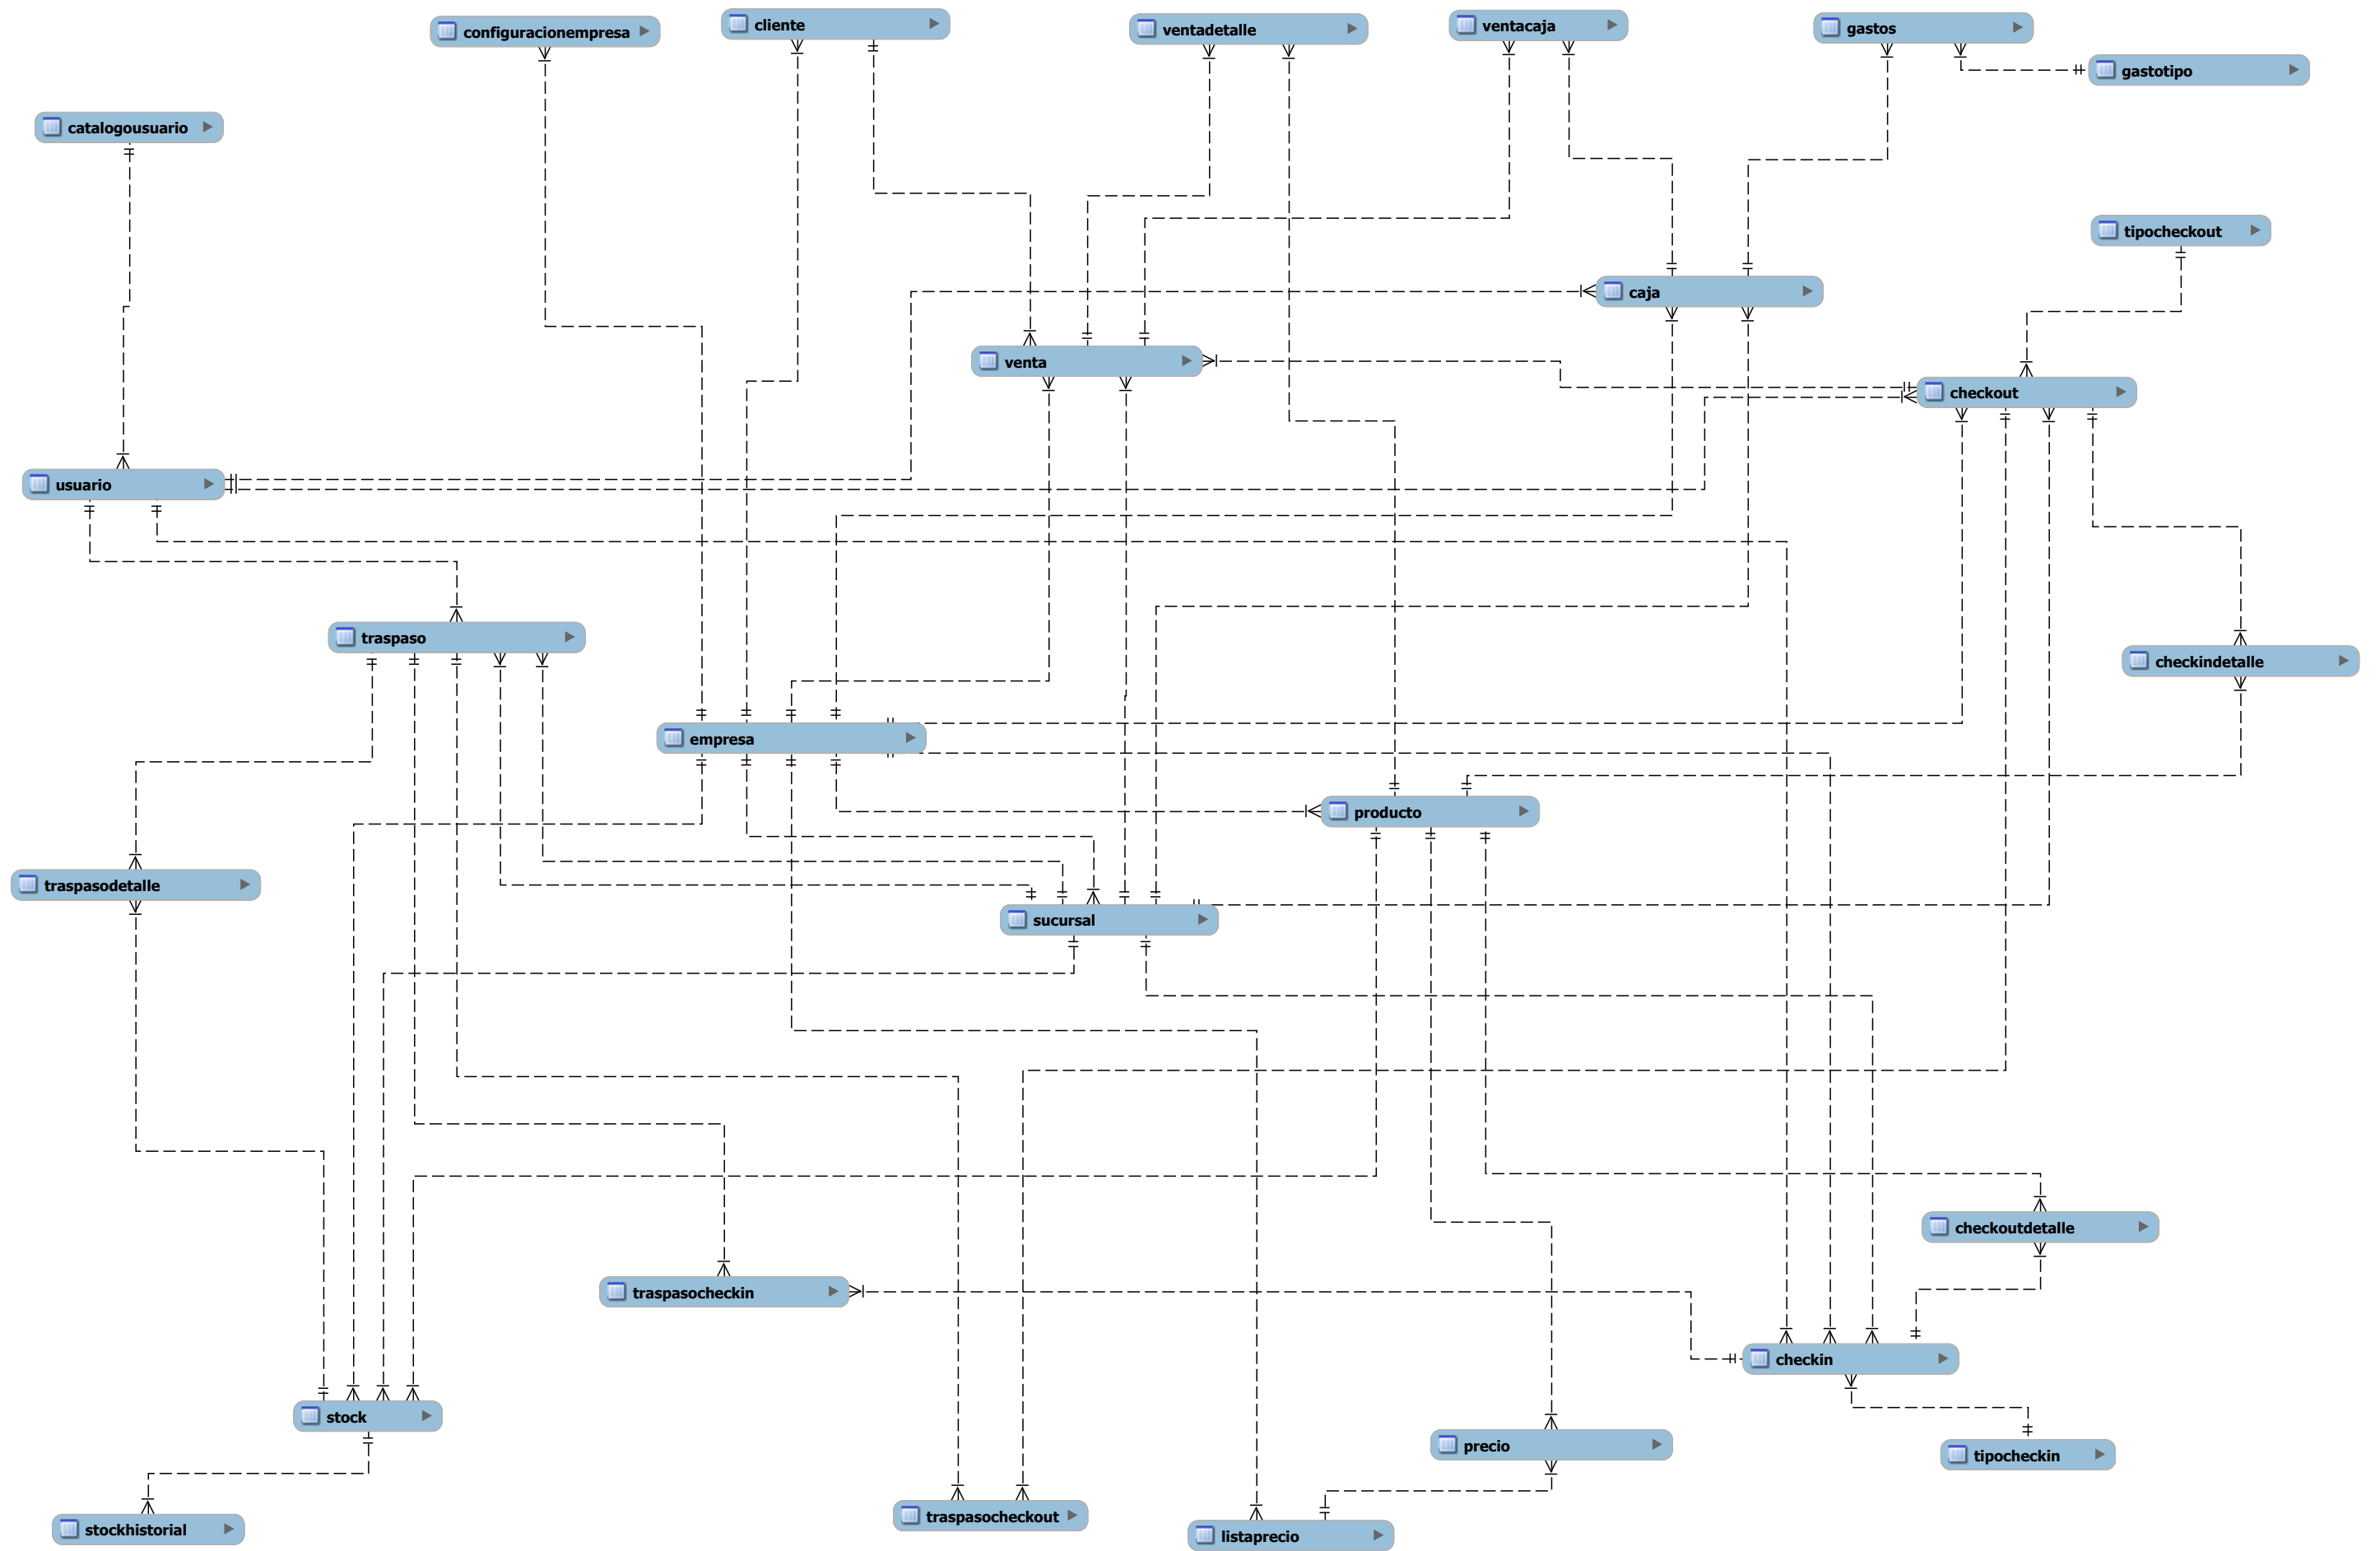 configuracionempresa
cliente
ventadetalle
ventacaja
gastos
gastotipo
catalogousuario
tipocheckout
caja
venta
checkout
usuario
traspaso
checkindetalle
empresa
producto
traspasodetalle
sucursal
checkoutdetalle
traspasocheckin
checkin
stock
precio
tipocheckin
stockhistorial
traspasocheckout
listaprecio